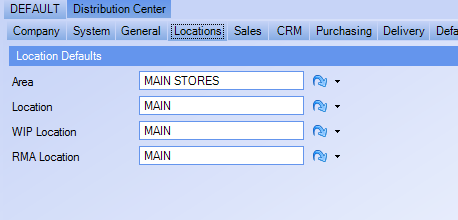 DEFAULT Distribution Center
Company System General Locations Sales CRM Purchasing Delivery Defa
Location Defaults
Area MAIN STORES
Location MAIN
WIP Location MAIN
RMA Location MAIN